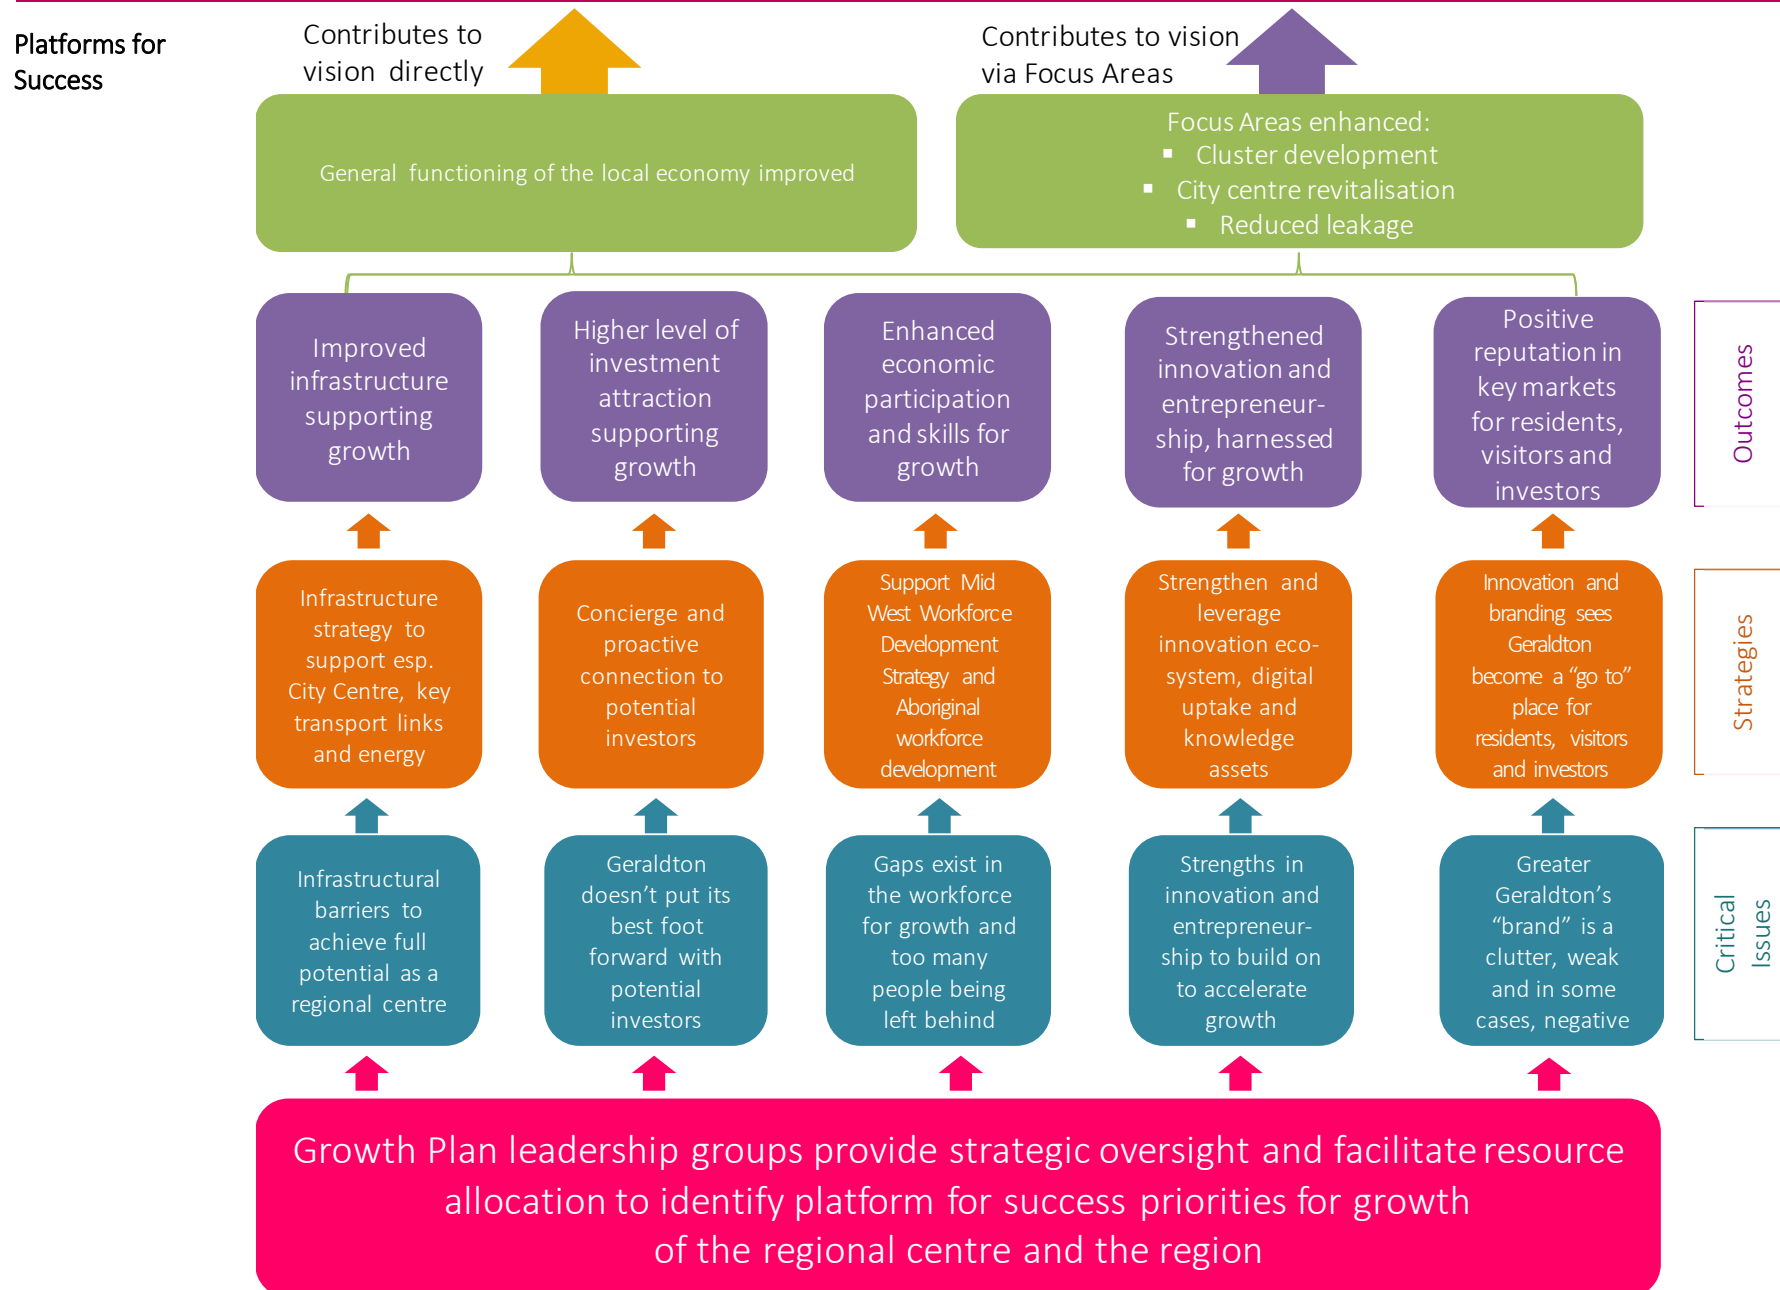 Platforms for
Success
Contributes to
vision directly
Contributes to vision
via Focus Areas
General functioning of the local economy improved
Focus Areas enhanced:
▪ Cluster development
▪ City centre revitalisation
▪ Reduced leakage
Improved
infrastructure
supporting
growth
Higher level of
investment
attraction
supporting
growth
Enhanced
economic
participation
and skills for
growth
Strengthened
innovation and
entrepreneur-
ship, harnessed
for growth
Positive
reputation in
key markets
for residents,
visitors and
investors
Outcomes
Infrastructure
strategy to
support esp.
City Centre, key
transport links
and energy
Concierge and
proactive
connection to
potential
investors
Support Mid
West Workforce
Development
Strategy and
Aboriginal
workforce
development
Strengthen and
leverage
innovation eco-
system, digital
uptake and
knowledge
assets
Innovation and
branding sees
Geraldton
become a “go to”
place for
residents, visitors
and investors
Strategies
Infrastructural
barriers to
achieve full
potential as a
regional centre
Geraldton
doesn’t put its
best foot
forward with
potential
investors
Gaps exist in
the workforce
for growth and
too many
people being
left behind
Strengths in
innovation and
entrepreneur-
ship to build on
to accelerate
growth
Greater
Geraldton’s
“brand” is a
clutter, weak
and in some
cases, negative
Critical
Issues
Growth Plan leadership groups provide strategic oversight and facilitate resource
allocation to identify platform for success priorities for growth
of the regional centre and the region